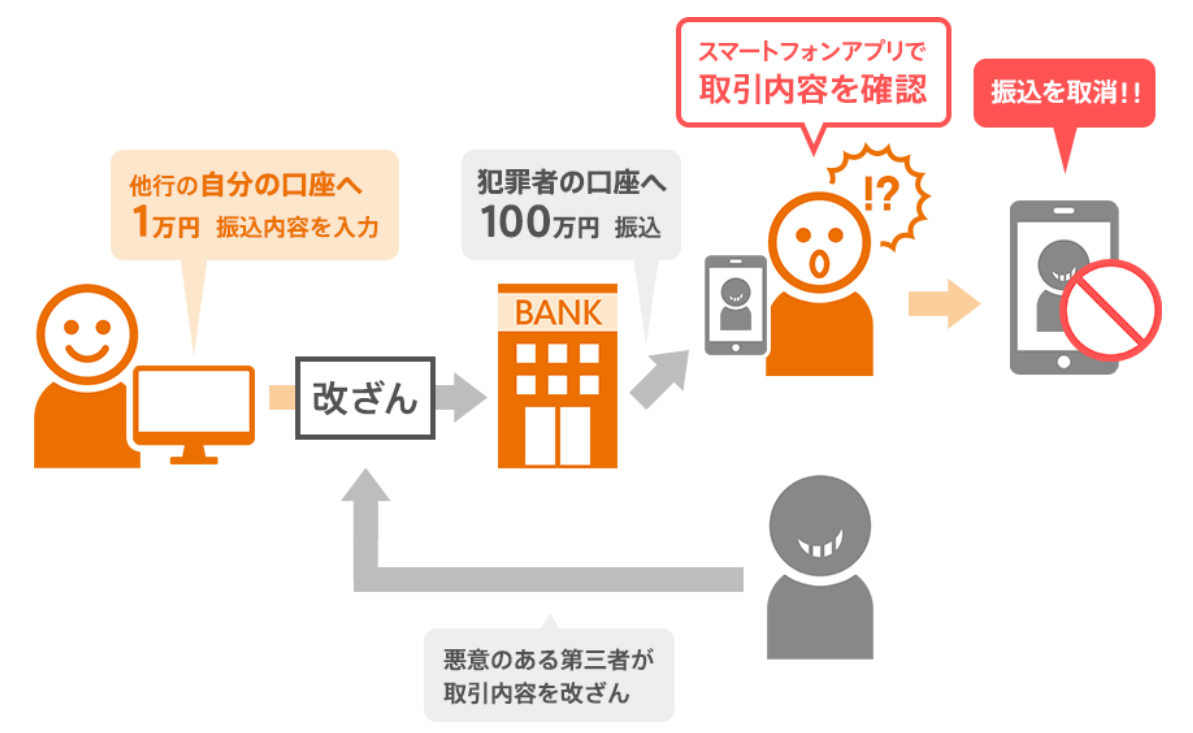 スマートフォンアプリで
取引内容を確認
振込を取消!!
他行の自分の口座へ
1万円 振込内容を入力
犯罪者の口座へ
100万円 振込
!?
BANK
改ざん
悪意のある第三者が
取引内容を改ざん